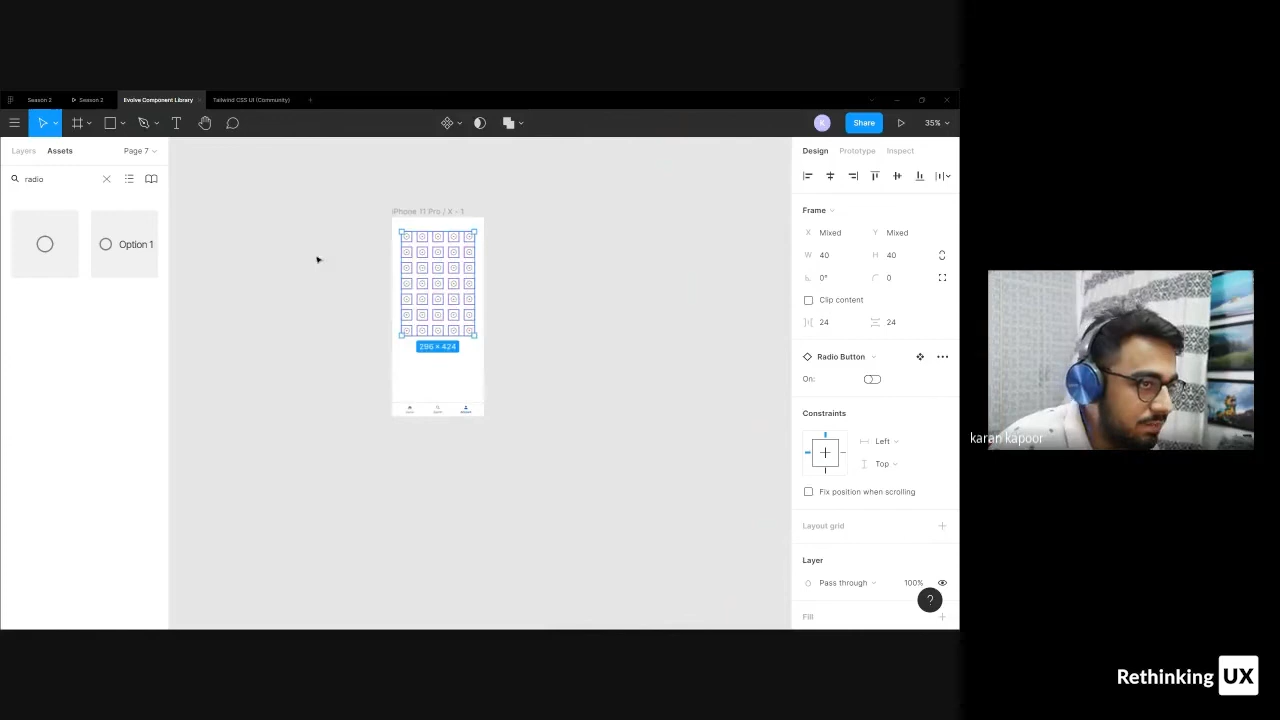 Season 2
Season 2
Evolve Component Library
Tailwind CSS UI (Community)
K
Share
35%
Layers
Assets
Page 7
radio
Option 1
iPhone 11 Pro / X - 1
296 × 424
Design
Prototype
Inspect
Frame
X Mixed Y Mixed
W 40 H 40
0° 0
Clip content
24 24
Radio Button
On:
Constraints
Left
Top
Fix position when scrolling
Layout grid
Layer
Pass through 100%
?
Fill
karan kapoor
Rethinking UX